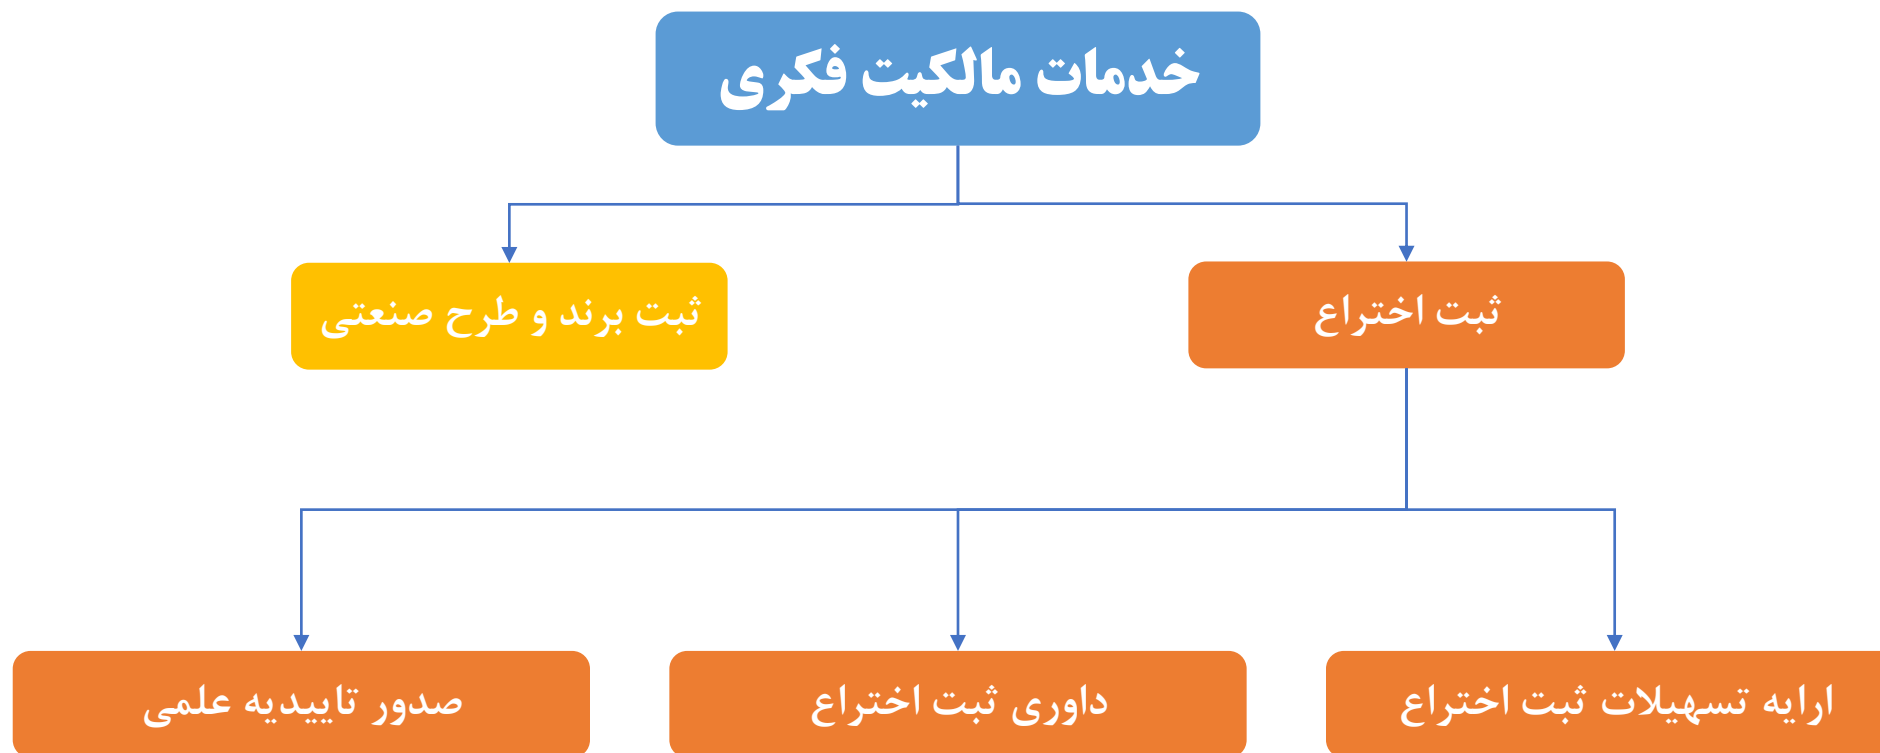 خدمات مالکیت فکری
ثبت اختراع
ثبت برند و طرح صنعتی
ارایه تسهیلات ثبت اختراع
داوری ثبت اختراع
صدور تاییدیه علمی